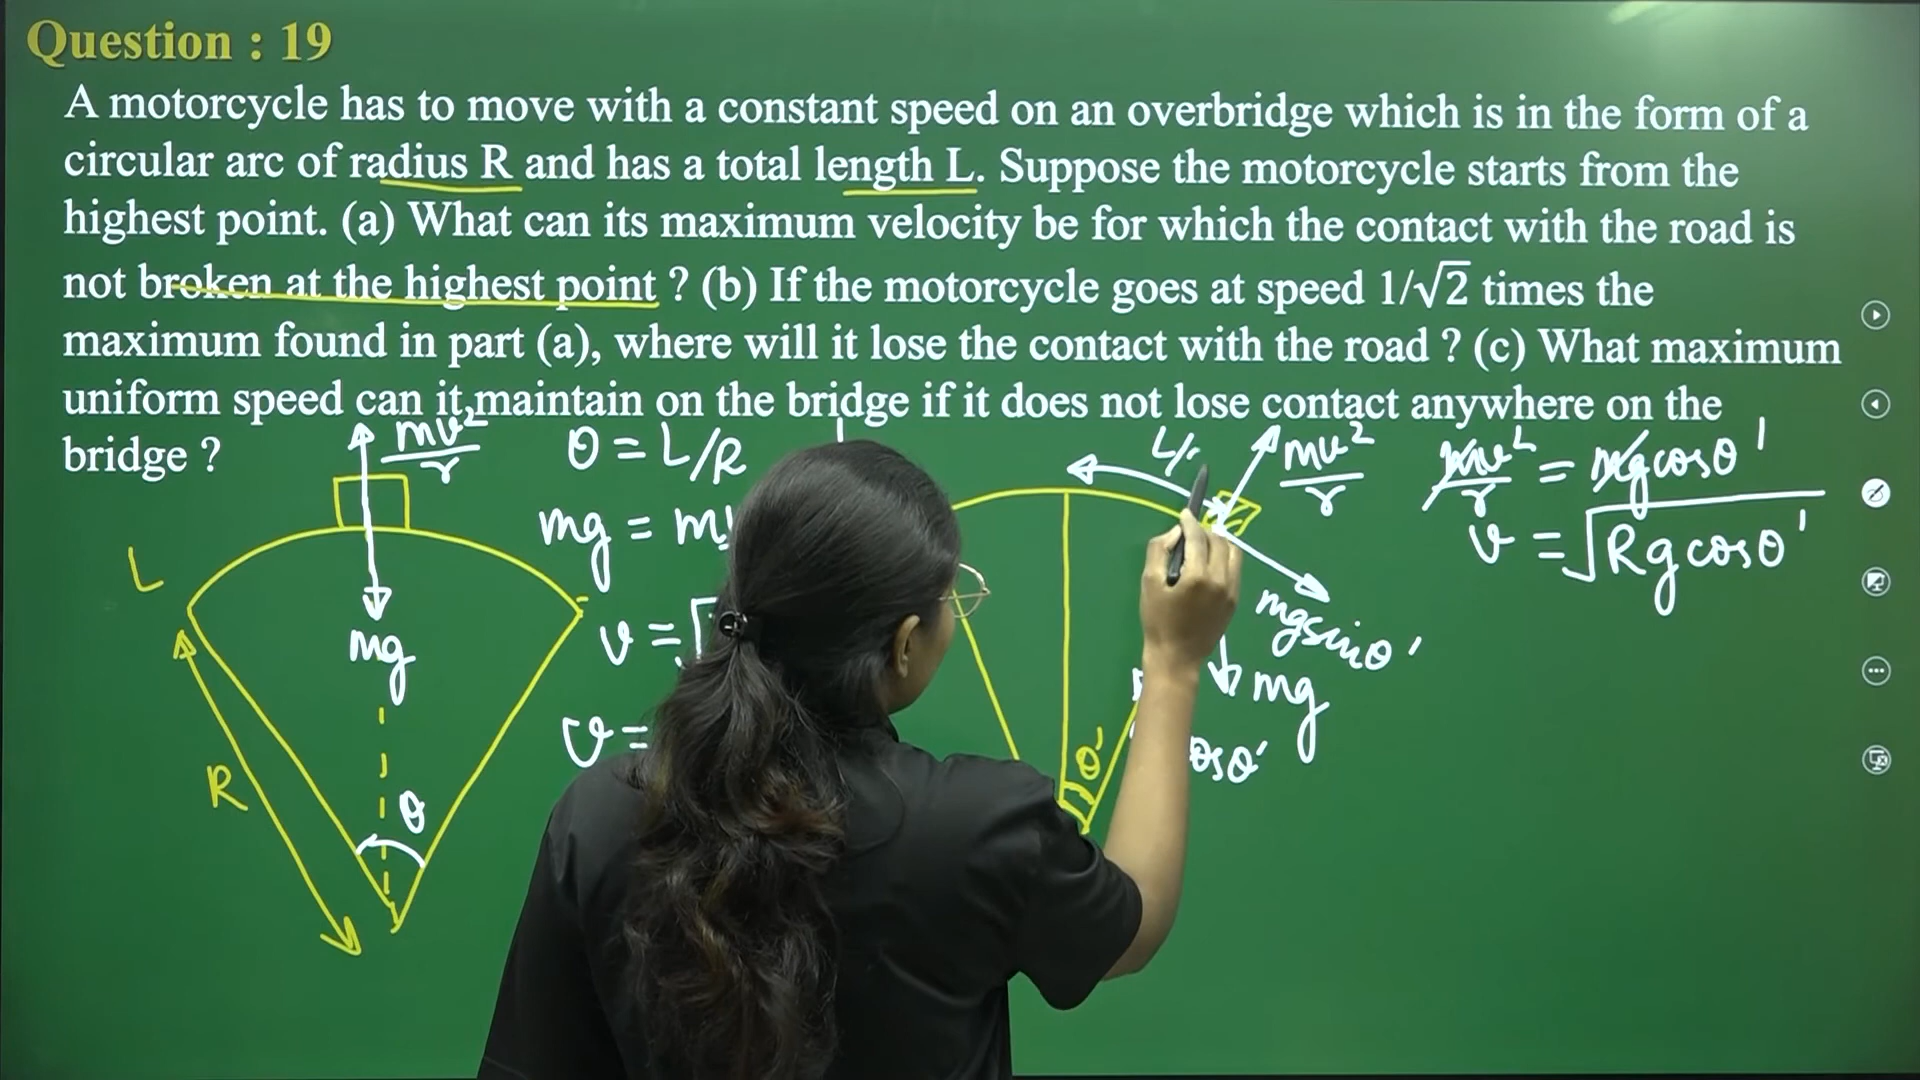 Question : 19
A motorcycle has to move with a constant speed on an overbridge which is in the form of a
circular arc of radius R and has a total length L. Suppose the motorcycle starts from the
highest point. (a) What can its maximum velocity be for which the contact with the road is
not broken at the highest point ? (b) If the motorcycle goes at speed 1/√2 times the
maximum found in part (a), where will it lose the contact with the road ? (c) What maximum
uniform speed can it maintain on the bridge if it does not lose contact anywhere on the
bridge ?
mv²/r
θ = L/R
mg = m
v = √
v =
L
mg
R
θ
L/
mv²/r
mgsinθ'
mg
osθ'
θ'
mv²/r = mgcosθ'
v = √Rgcosθ'